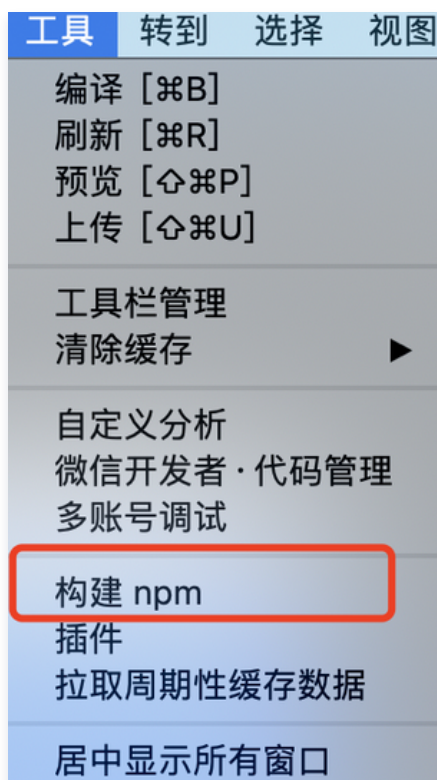 工具 转到 选择 视图
编译 [⌘B]
刷新 [⌘R]
预览 [⇧⌘P]
上传 [⇧⌘U]
工具栏管理
清除缓存 ▶
自定义分析
微信开发者·代码管理
多账号调试
构建 npm
插件
拉取周期性缓存数据
居中显示所有窗口